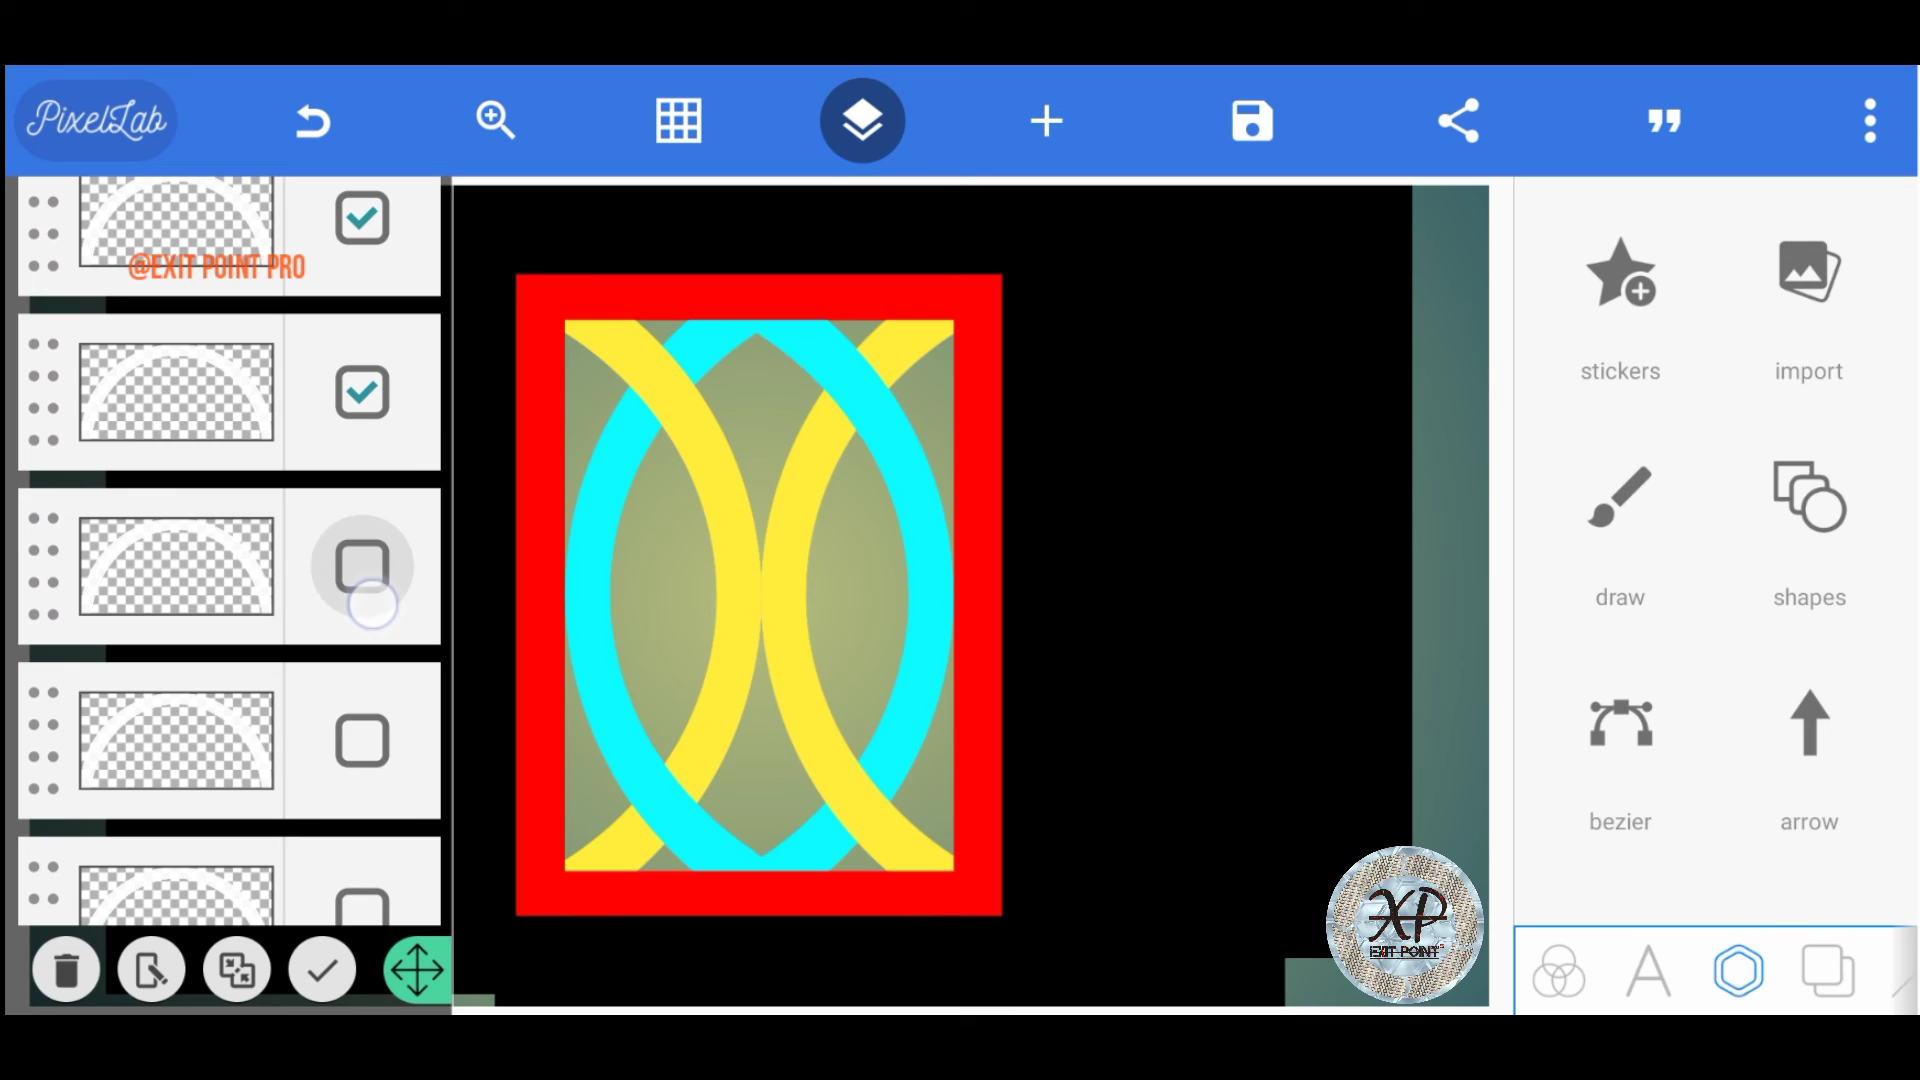 PixelLab
@EXIT POINT PRO
stickers
import
draw
shapes
bezier
arrow
XP
EXIT POINT